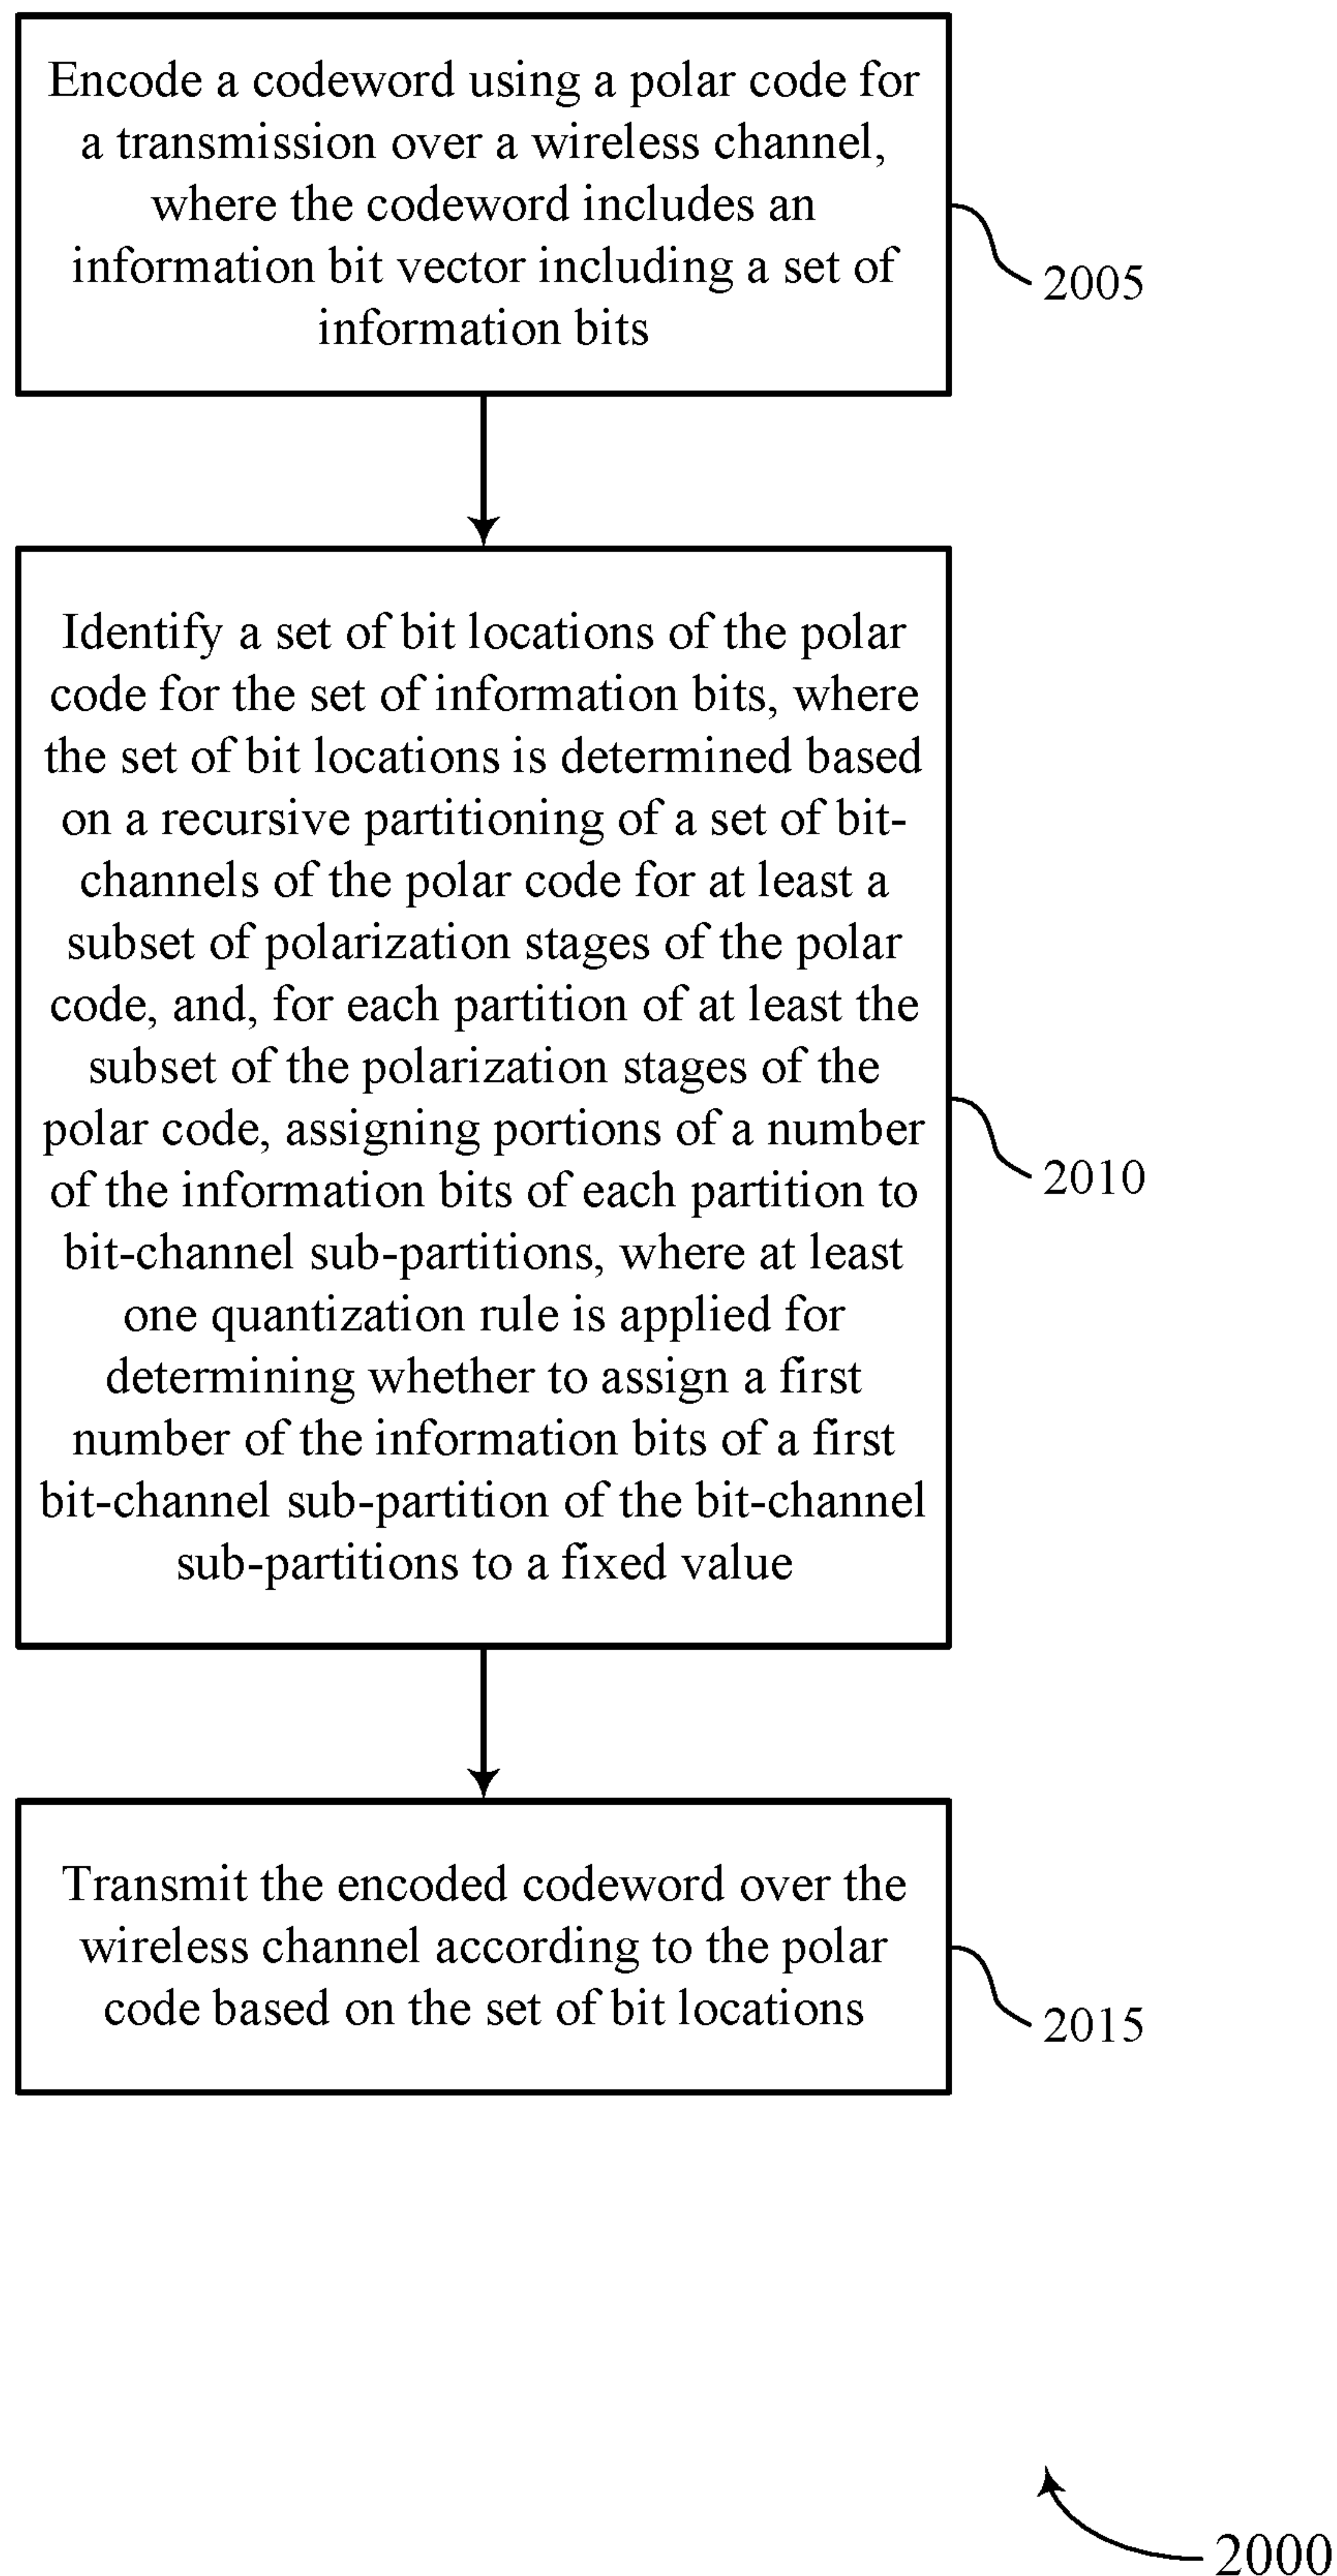 Encode a codeword using a polar code for
a transmission over a wireless channel,
where the codeword includes an
information bit vector including a set of
information bits
2005
Identify a set of bit locations of the polar
code for the set of information bits, where
the set of bit locations is determined based
on a recursive partitioning of a set of bit-
channels of the polar code for at least a
subset of polarization stages of the polar
code, and, for each partition of at least the
subset of the polarization stages of the
polar code, assigning portions of a number
of the information bits of each partition to
bit-channel sub-partitions, where at least
one quantization rule is applied for
determining whether to assign a first
number of the information bits of a first
bit-channel sub-partition of the bit-channel
sub-partitions to a fixed value
2010
Transmit the encoded codeword over the
wireless channel according to the polar
code based on the set of bit locations
2015
2000